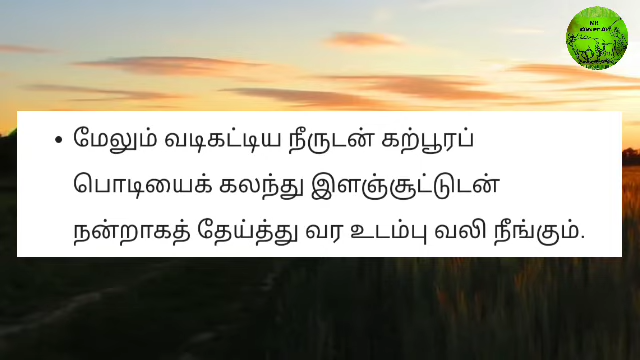 • மேலும் வடிகட்டிய நீருடன் கற்பூரப்
பொடியைக் கலந்து இளஞ்சூட்டுடன்
நன்றாகத் தேய்த்து வர உடம்பு வலி நீங்கும்.